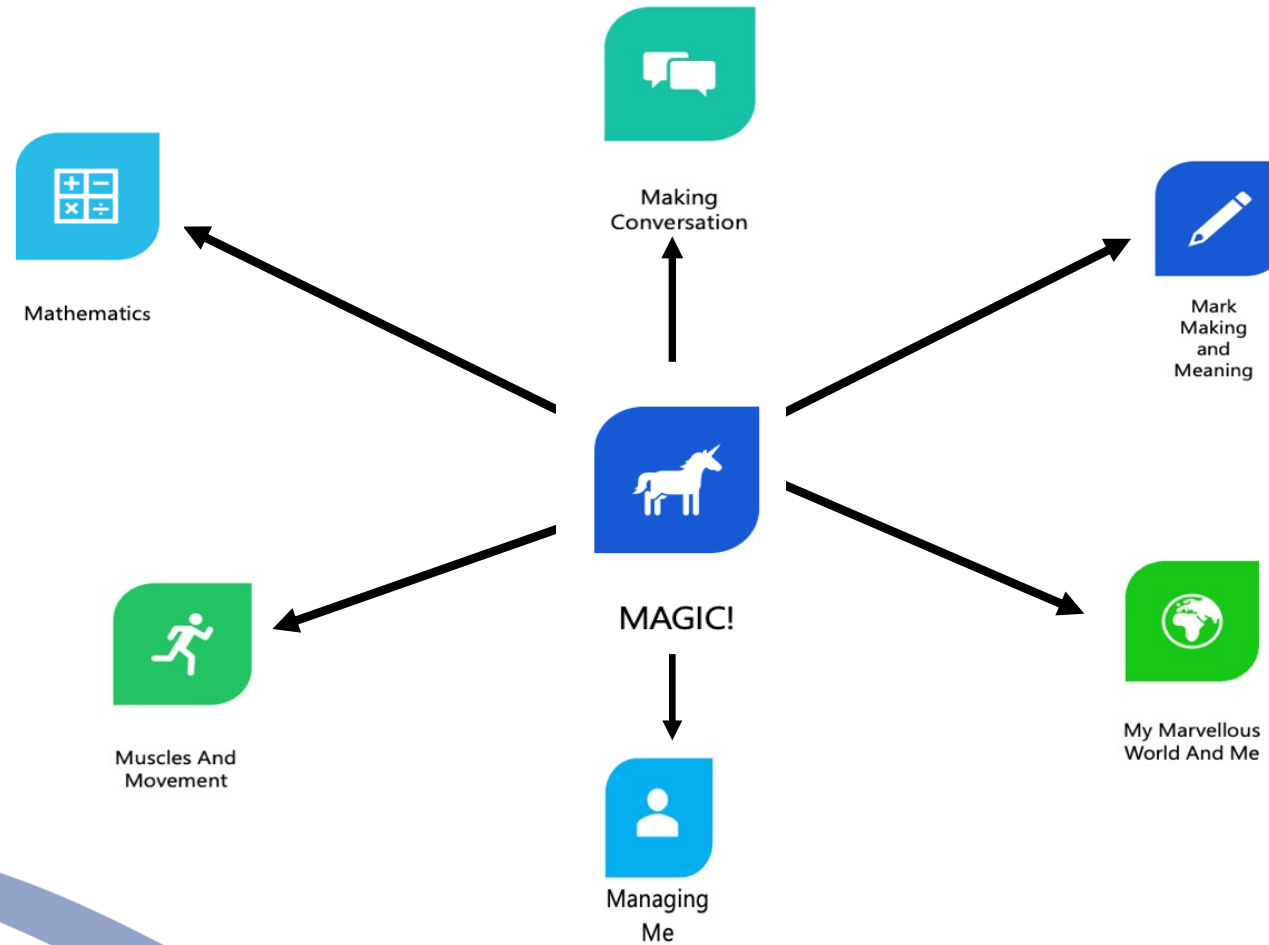 Making
Conversation
Mathematics
Mark
Making
and
Meaning
MAGIC!
Muscles And
Movement
My Marvellous
World And Me
Managing
Me